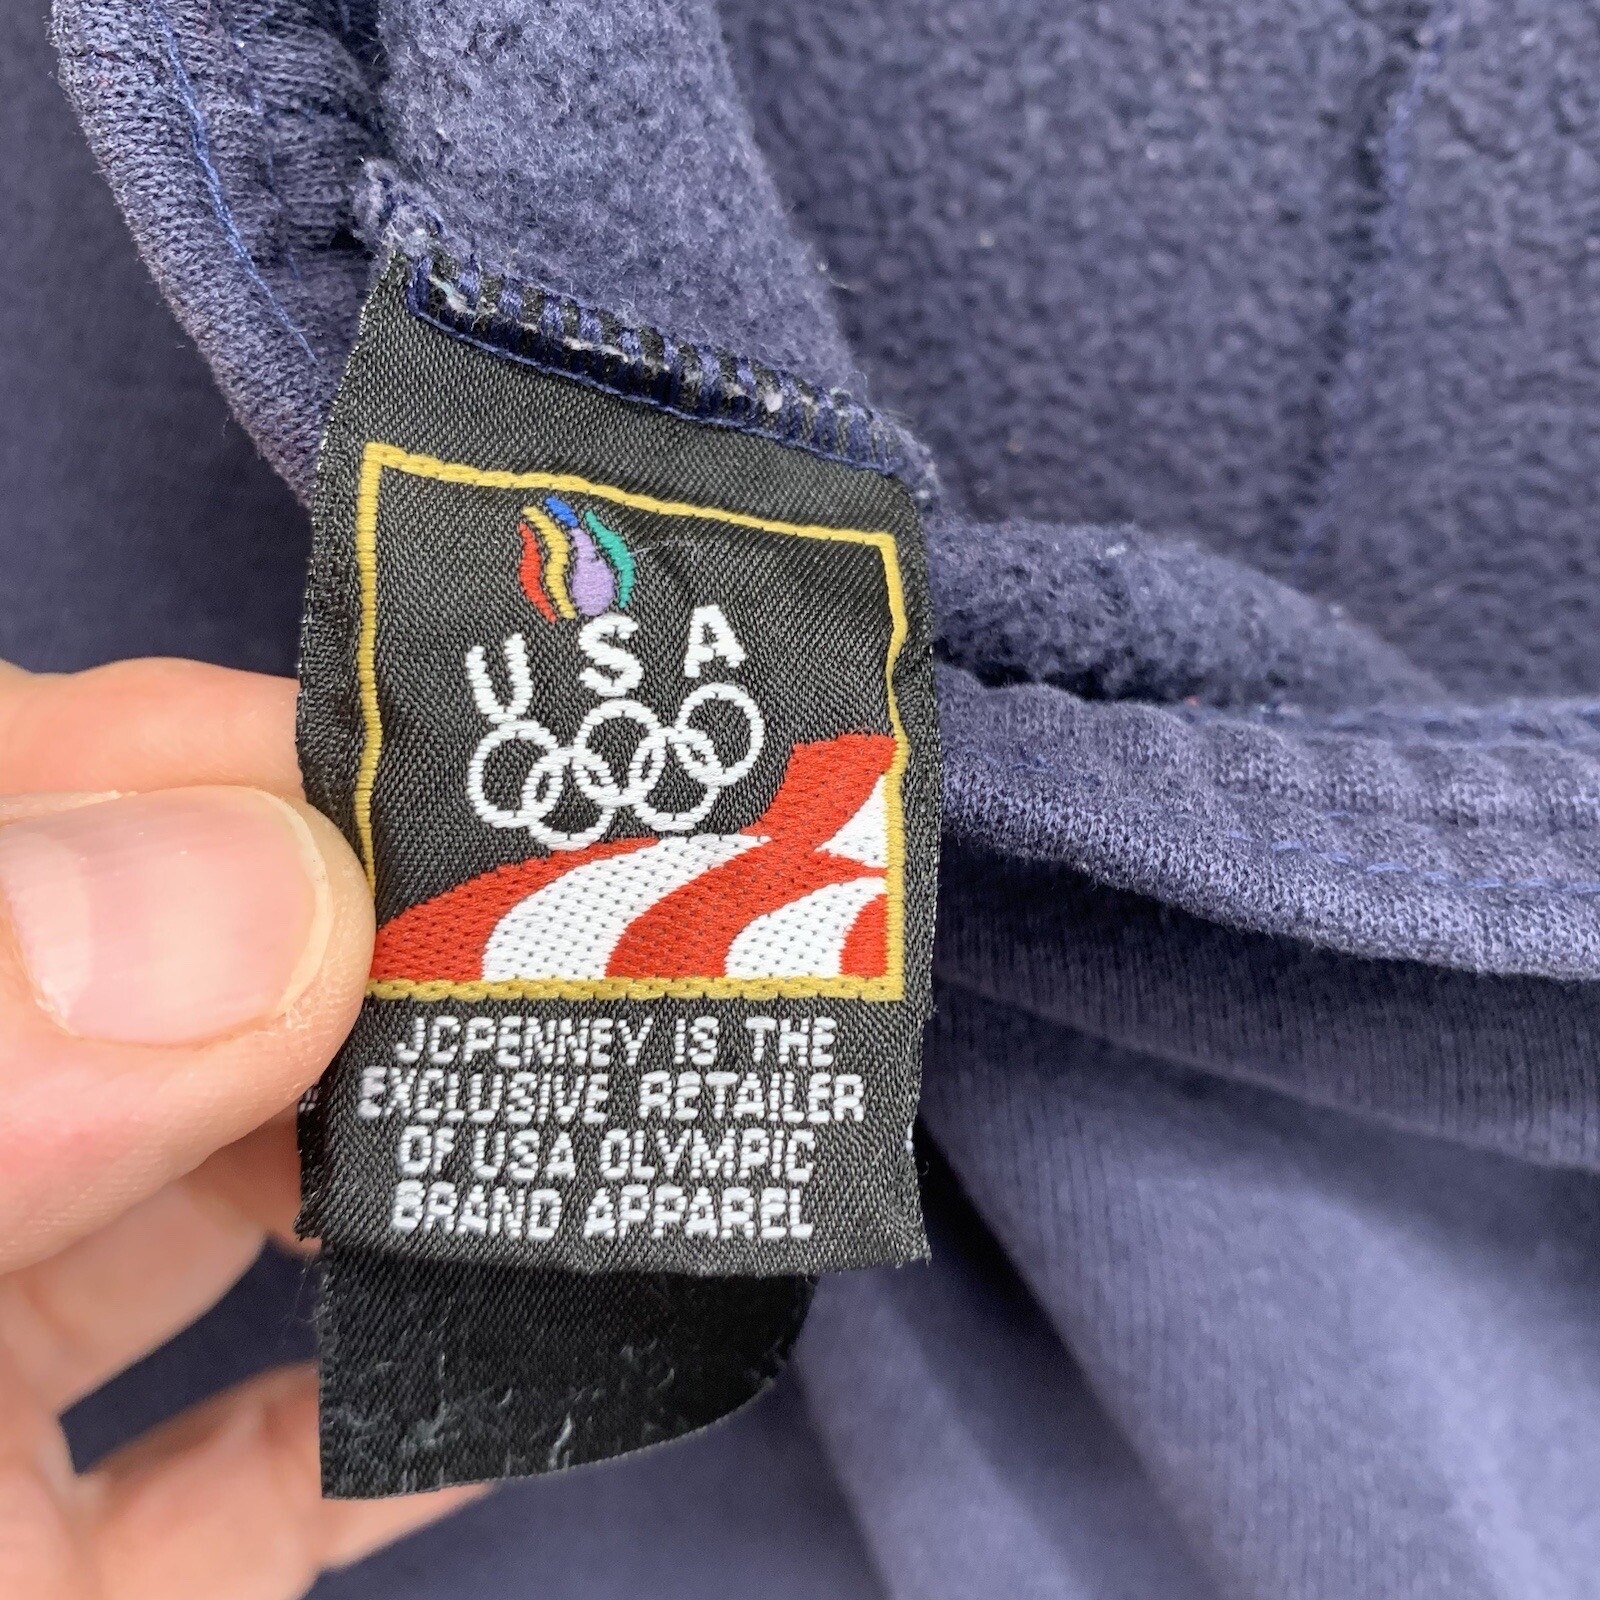 USA
JCPENNEY IS THE
EXCLUSIVE RETAILER
OF USA OLYMPIC
BRAND APPAREL